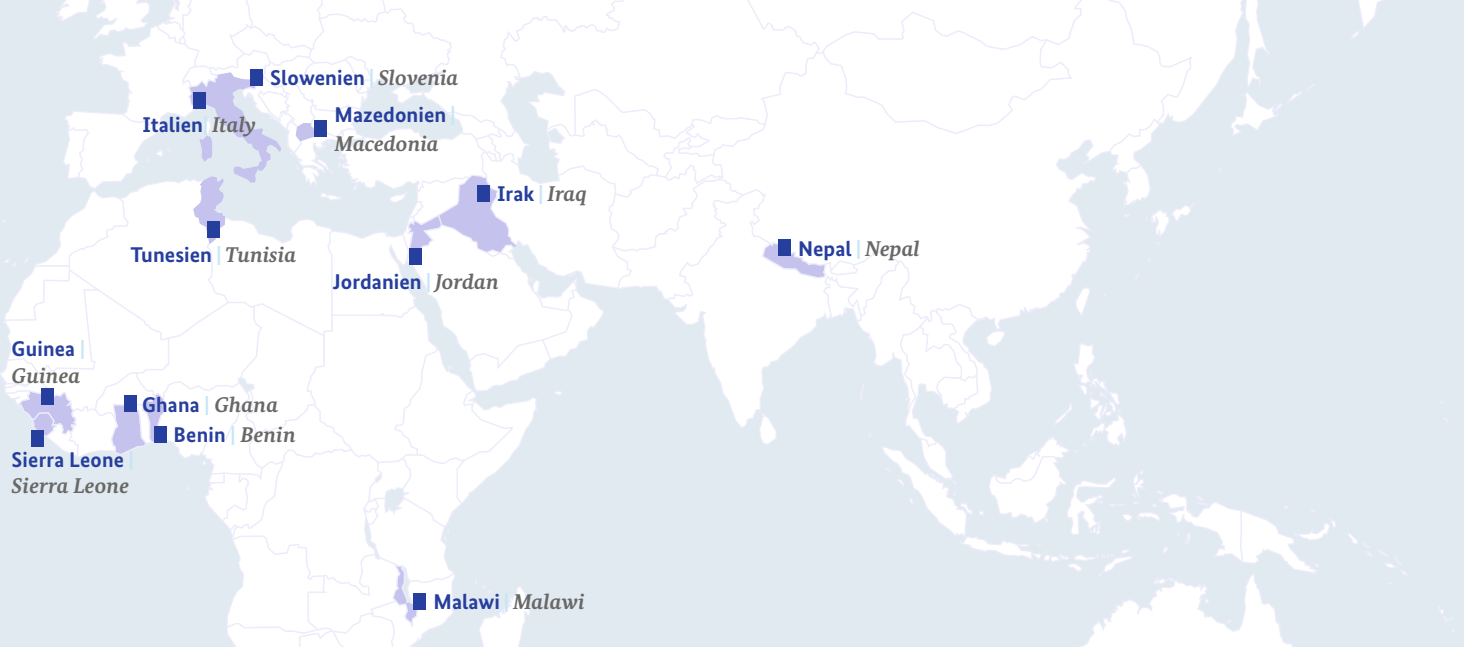 Slowenien | Slovenia
Italien | Italy
Mazedonien |
Macedonia
Irak | Iraq
Tunesien | Tunisia
Jordanien | Jordan
Nepal | Nepal
Guinea |
Guinea
Ghana | Ghana
Benin | Benin
Sierra Leone |
Sierra Leone
Malawi | Malawi